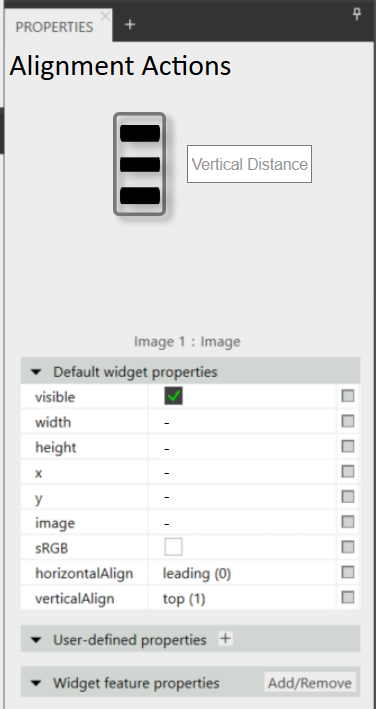 PROPERTIES
Alignment Actions
Vertical Distance
Image 1 : Image
Default widget properties
visible
width -
height -
x -
y -
image -
sRGB
horizontalAlign leading (0)
verticalAlign top (1)
User-defined properties +
Widget feature properties Add/Remove